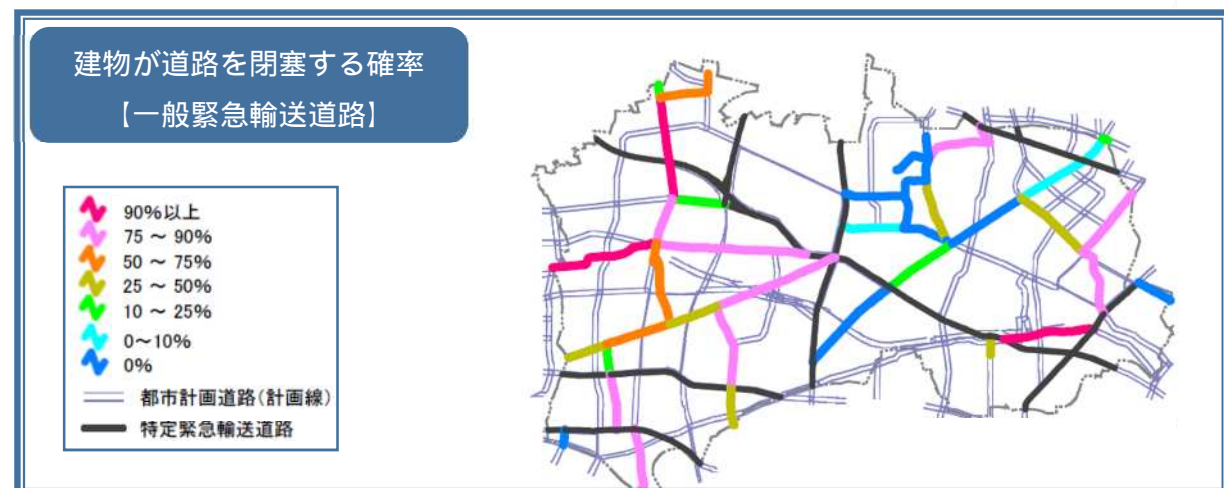 建物が道路を閉塞する確率
【一般緊急輸送道路】
90%以上
75 ～ 90%
50 ～ 75%
25 ～ 50%
10 ～ 25%
0～10%
0%
都市計画道路(計画線)
特定緊急輸送道路